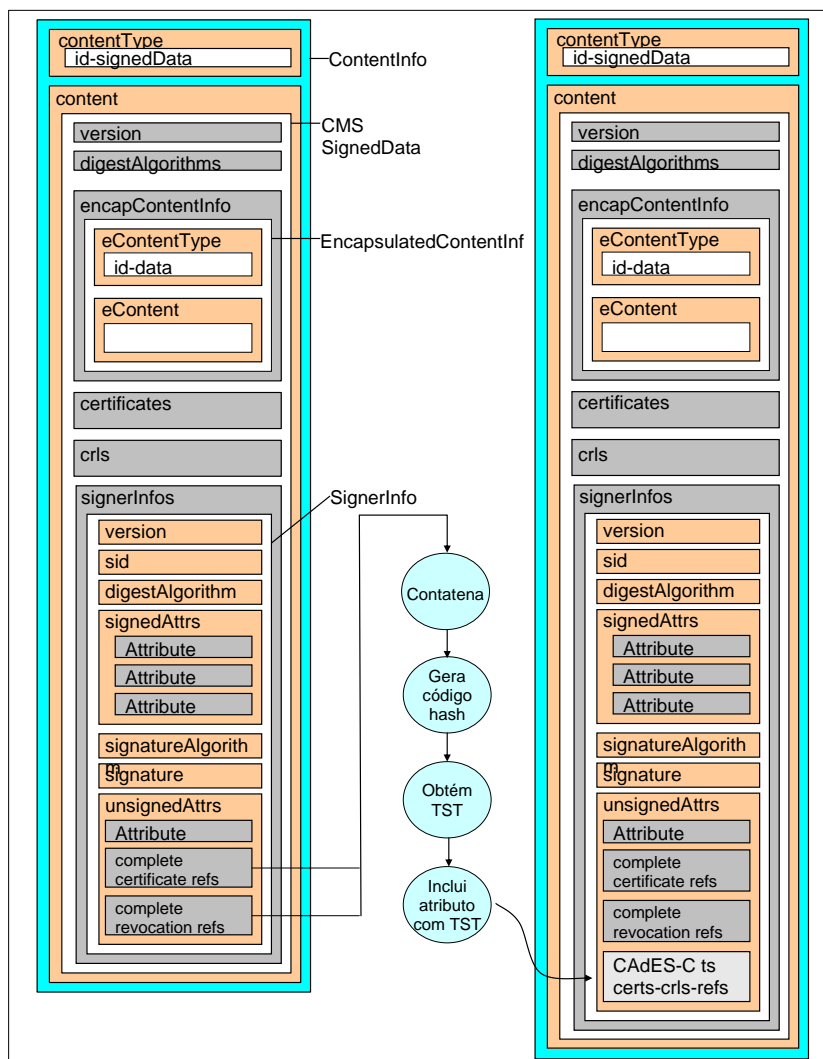 contentType
id-signedData
ContentInfo
content
CMS
SignedData
version
digestAlgorithms
encapContentInfo
EncapsulatedContentInf
eContentType
id-data
eContent
certificates
crls
signerInfos
SignerInfo
version
sid
digestAlgorithm
signedAttrs
Attribute
Attribute
Attribute
signatureAlgorith
m
signature
unsignedAttrs
Attribute
complete
certificate refs
complete
revocation refs
Contatena
Gera
código
hash
Obtém
TST
Inclui
atributo
com TST
contentType
id-signedData
content
version
digestAlgorithms
encapContentInfo
eContentType
id-data
eContent
certificates
crls
signerInfos
version
sid
digestAlgorithm
signedAttrs
Attribute
Attribute
Attribute
signatureAlgorith
m
signature
unsignedAttrs
Attribute
complete
certificate refs
complete
revocation refs
CAdES-C ts
certs-crls-refs